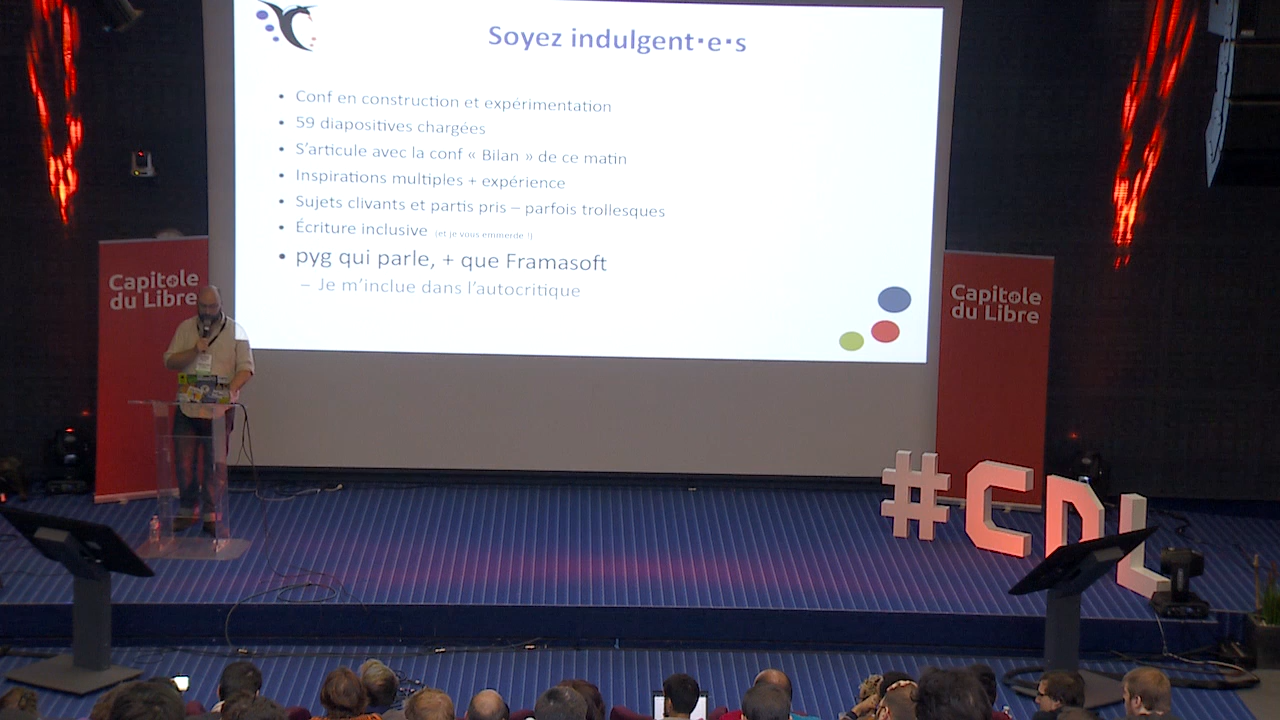 Soyez indulgent·e·s
• Conf en construction et expérimentation
• 59 diapositives chargées
• S'articule avec la conf « Bilan » de ce matin
• Inspirations multiples + expérience
• Sujets clivants et partis pris – parfois trollesques
• Écriture inclusive (et je vous emmerde !)
• pyg qui parle, + que Framasoft
– Je m'inclue dans l'autocritique
Capitole
du Libre
Capitole
du Libre
#CDL